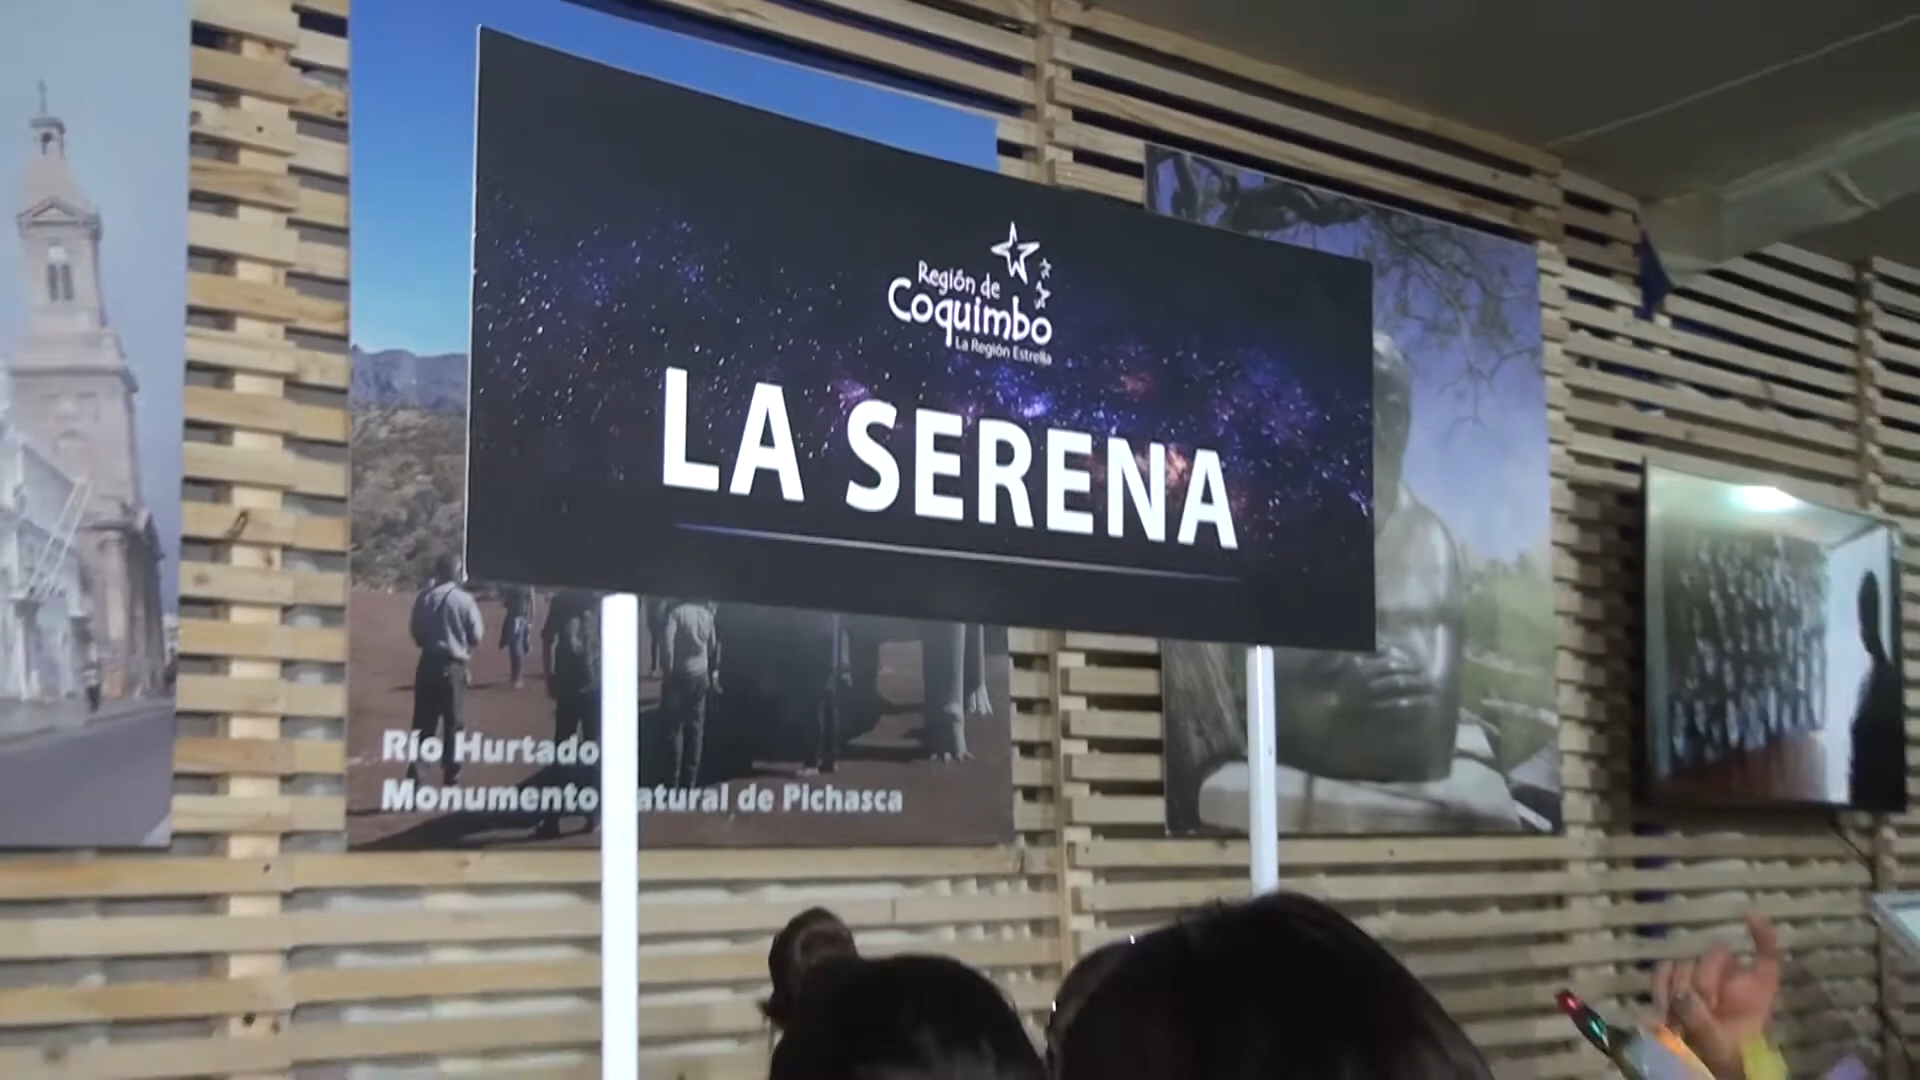 Región de
Coquimbo
La Región Estrella
LA SERENA
Río Hurtado
Monumento atural de Pichasca